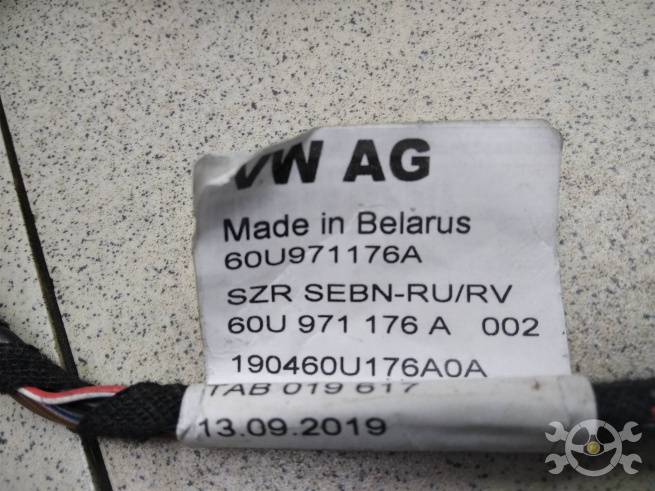 VW AG
Made in Belarus
60U971176A
SZR SEBN-RU/RV
60U 971 176 A 002
190460U176A0A
TAB 019 617
13.09.2019